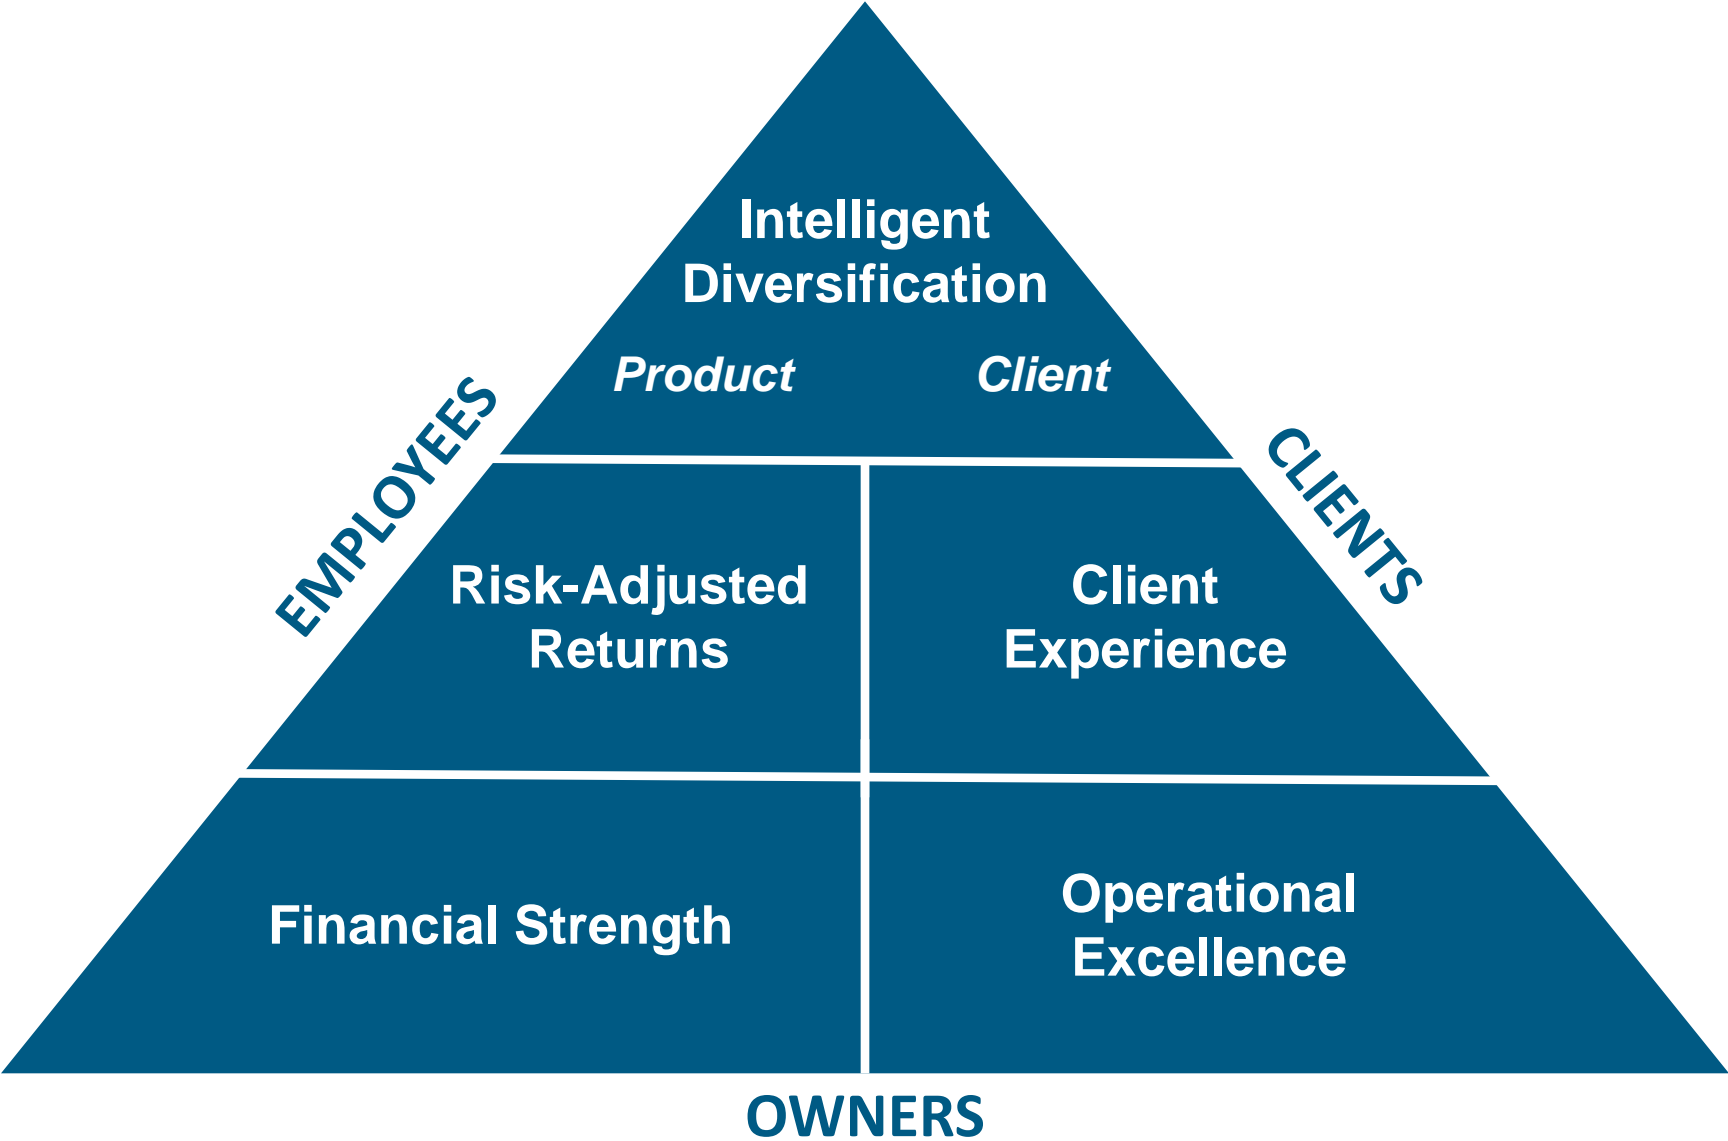 Intelligent
Diversification
Product Client
EMPLOYEES
CLIENTS
Risk-Adjusted
Returns
Client
Experience
Financial Strength
Operational
Excellence
OWNERS